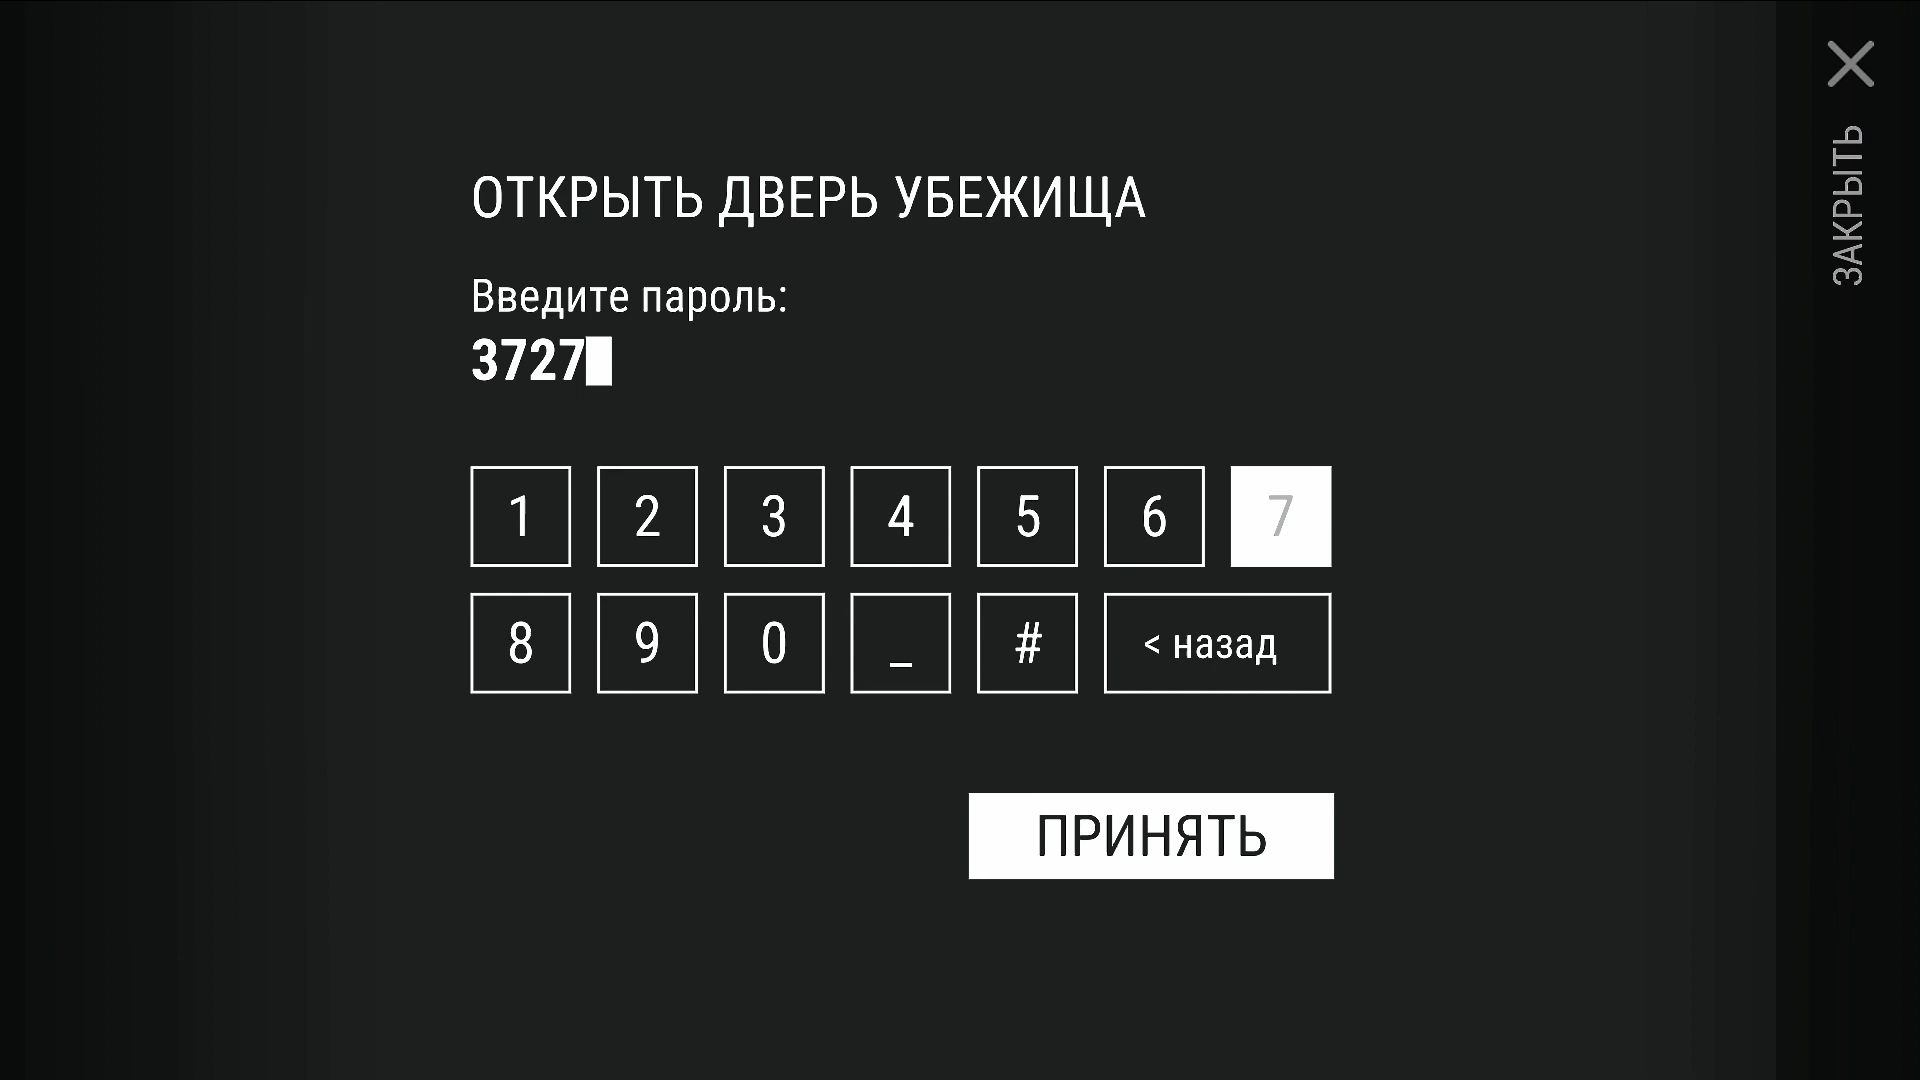 ОТКРЫТЬ ДВЕРЬ УБЕЖИЩА
Введите пароль:
3727
1 2 3 4 5 6 7
8 9 0 _ # < назад
ПРИНЯТЬ
ЗАКРЫТЬ